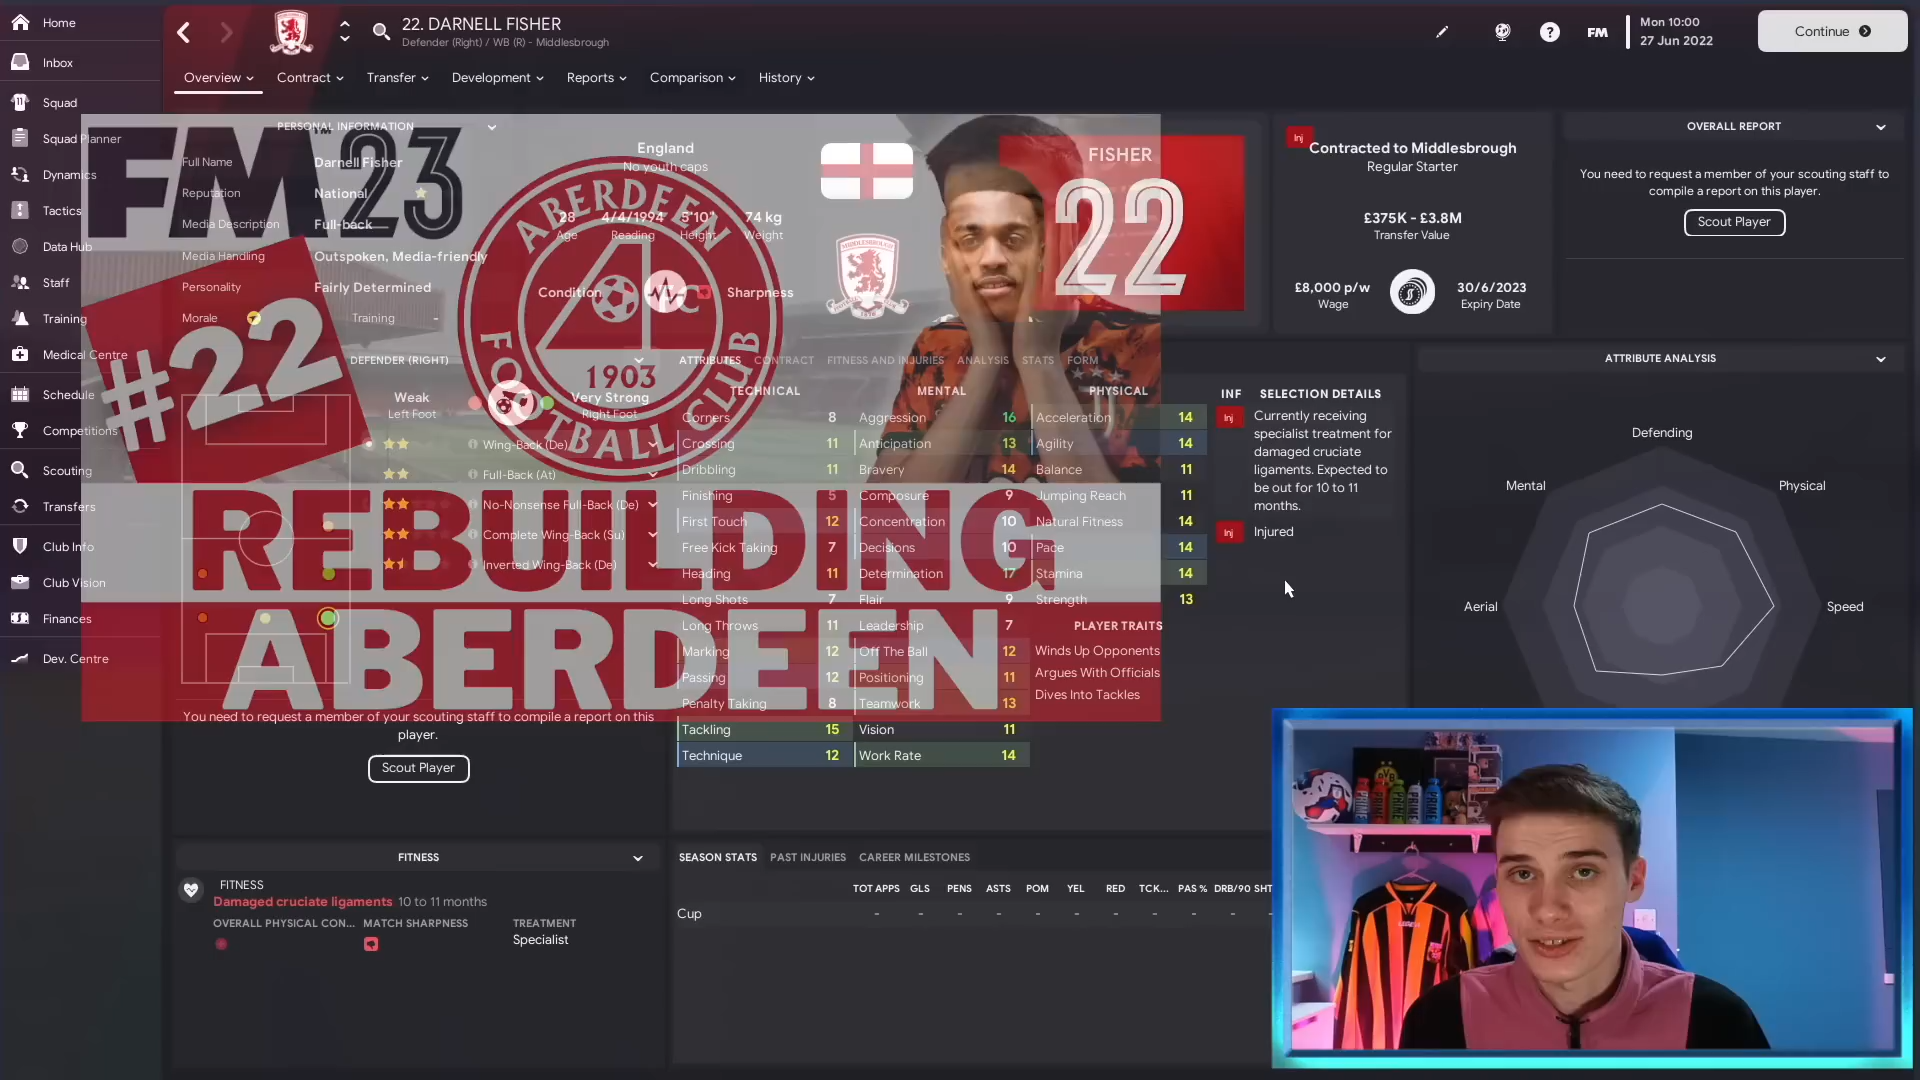 Home
Inbox
Squad
Squad Planner
Dynamics
Tactics
Data Hub
Staff
Training
Medical Centre
Schedule
Competitions
Scouting
Transfers
Club Info
Club Vision
Finances
Dev. Centre
22. DARNELL FISHER
Defender (Right) / WB (R) - Middlesbrough
FM
Mon 10:00
27 Jun 2022
Continue
Overview Contract Transfer Development Reports Comparison History
FM23
#22
ABERDEEN FOOTBALL CLUB
1903
REBUILDING
ABERDEEN
PERSONAL INFORMATION
Full Name Darnell Fisher
Reputation National
Media Description Full-back
Media Handling Outspoken, Media-friendly
Personality Fairly Determined
Morale Training -
England
No youth caps
28 4/4/1994 5'10" 74 kg
Age Reading Height Weight
Condition Sharpness
MIDDLESBROUGH
FISHER
22
Inj
Contracted to Middlesbrough
Regular Starter
£375K - £3.8M
Transfer Value
£8,000 p/w 30/6/2023
Wage Expiry Date
OVERALL REPORT
You need to request a member of your scouting staff to
compile a report on this player.
Scout Player
DEFENDER (RIGHT)
Weak
Left Foot
Very Strong
Right Foot
Wing-Back (De)
Full-Back (At)
No-Nonsense Full-Back (De)
Complete Wing-Back (Su)
Inverted Wing-Back (De)
You need to request a member of your scouting staff to compile a report on this
player.
Scout Player
ATTRIBUTES CONTRACT FITNESS AND INJURIES ANALYSIS STATS FORM
TECHNICAL
Corners 8
Crossing 11
Dribbling 11
Finishing 5
First Touch 12
Free Kick Taking 7
Heading 11
Long Shots 7
Long Throws 11
Marking 12
Passing 12
Penalty Taking 8
Tackling 15
Technique 12
MENTAL
Aggression 16
Anticipation 13
Bravery 14
Composure 9
Concentration 10
Decisions 10
Determination 17
Flair 9
Leadership 7
Off The Ball 12
Positioning 11
Teamwork 13
Vision 11
Work Rate 14
PHYSICAL
Acceleration 14
Agility 14
Balance 11
Jumping Reach 11
Natural Fitness 14
Pace 14
Stamina 14
Strength 13
PLAYER TRAITS
Winds Up Opponents
Argues With Officials
Dives Into Tackles
INF SELECTION DETAILS
Inj Currently receiving
specialist treatment for
damaged cruciate
ligaments. Expected to
be out for 10 to 11
months.
Inj Injured
ATTRIBUTE ANALYSIS
Defending
Mental Physical
Aerial Speed
FITNESS
FITNESS
Damaged cruciate ligaments 10 to 11 months
OVERALL PHYSICAL CON... MATCH SHARPNESS TREATMENT
Specialist
SEASON STATS PAST INJURIES CAREER MILESTONES
TOT APPS GLS PENS ASTS POM YEL RED TCK... PAS % DRB/90 SHT
Cup - - - - - - - - - - -
BVB
PRIME
PRIME
PRIME
PRIME
PRIME